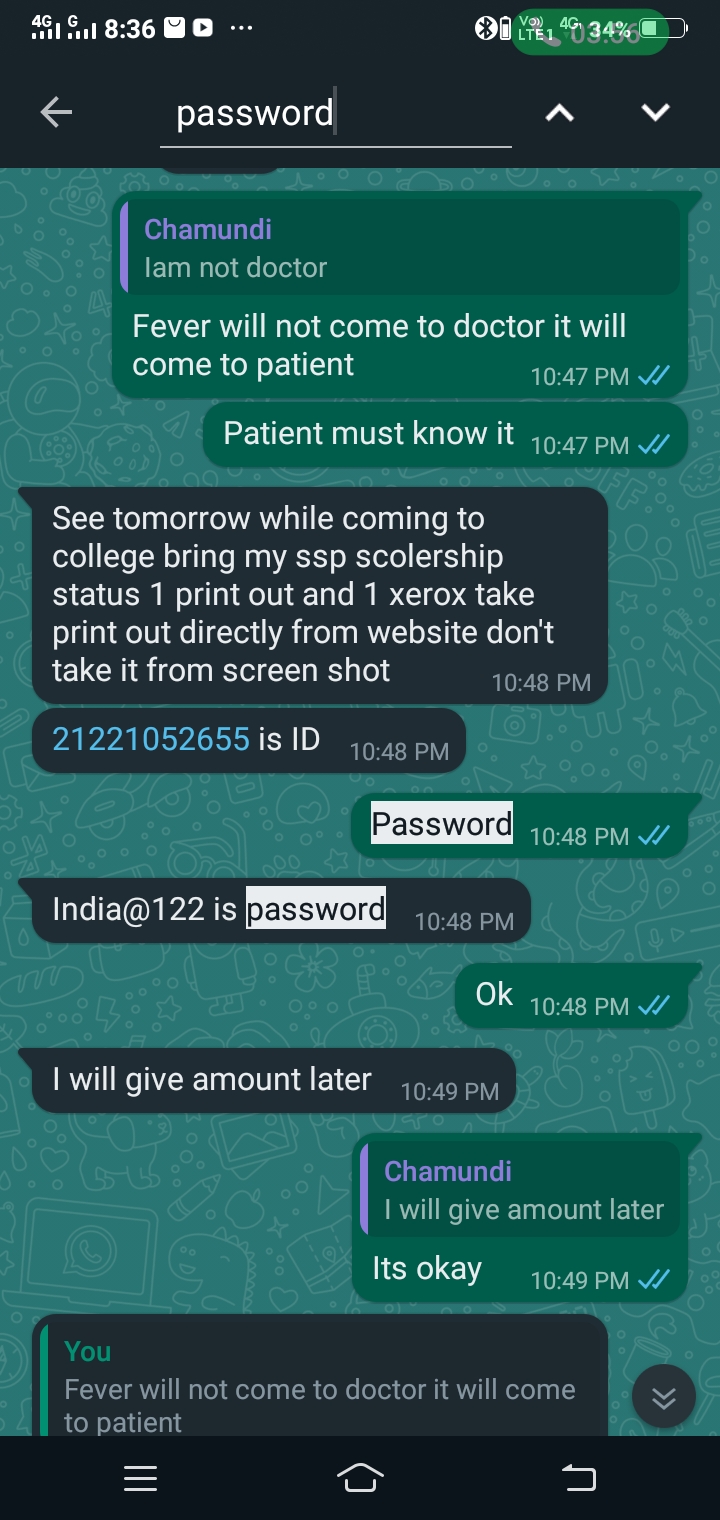 4G G 8:36 ... Vo)) LTE1 4G 34% 03:36
password
Chamundi
Iam not doctor
Fever will not come to doctor it will
come to patient 10:47 PM
Patient must know it 10:47 PM
See tomorrow while coming to
college bring my ssp scolership
status 1 print out and 1 xerox take
print out directly from website don't
take it from screen shot 10:48 PM
21221052655 is ID 10:48 PM
Password 10:48 PM
India@122 is password 10:48 PM
Ok 10:48 PM
I will give amount later 10:49 PM
Chamundi
I will give amount later
Its okay 10:49 PM
You
Fever will not come to doctor it will come
to patient